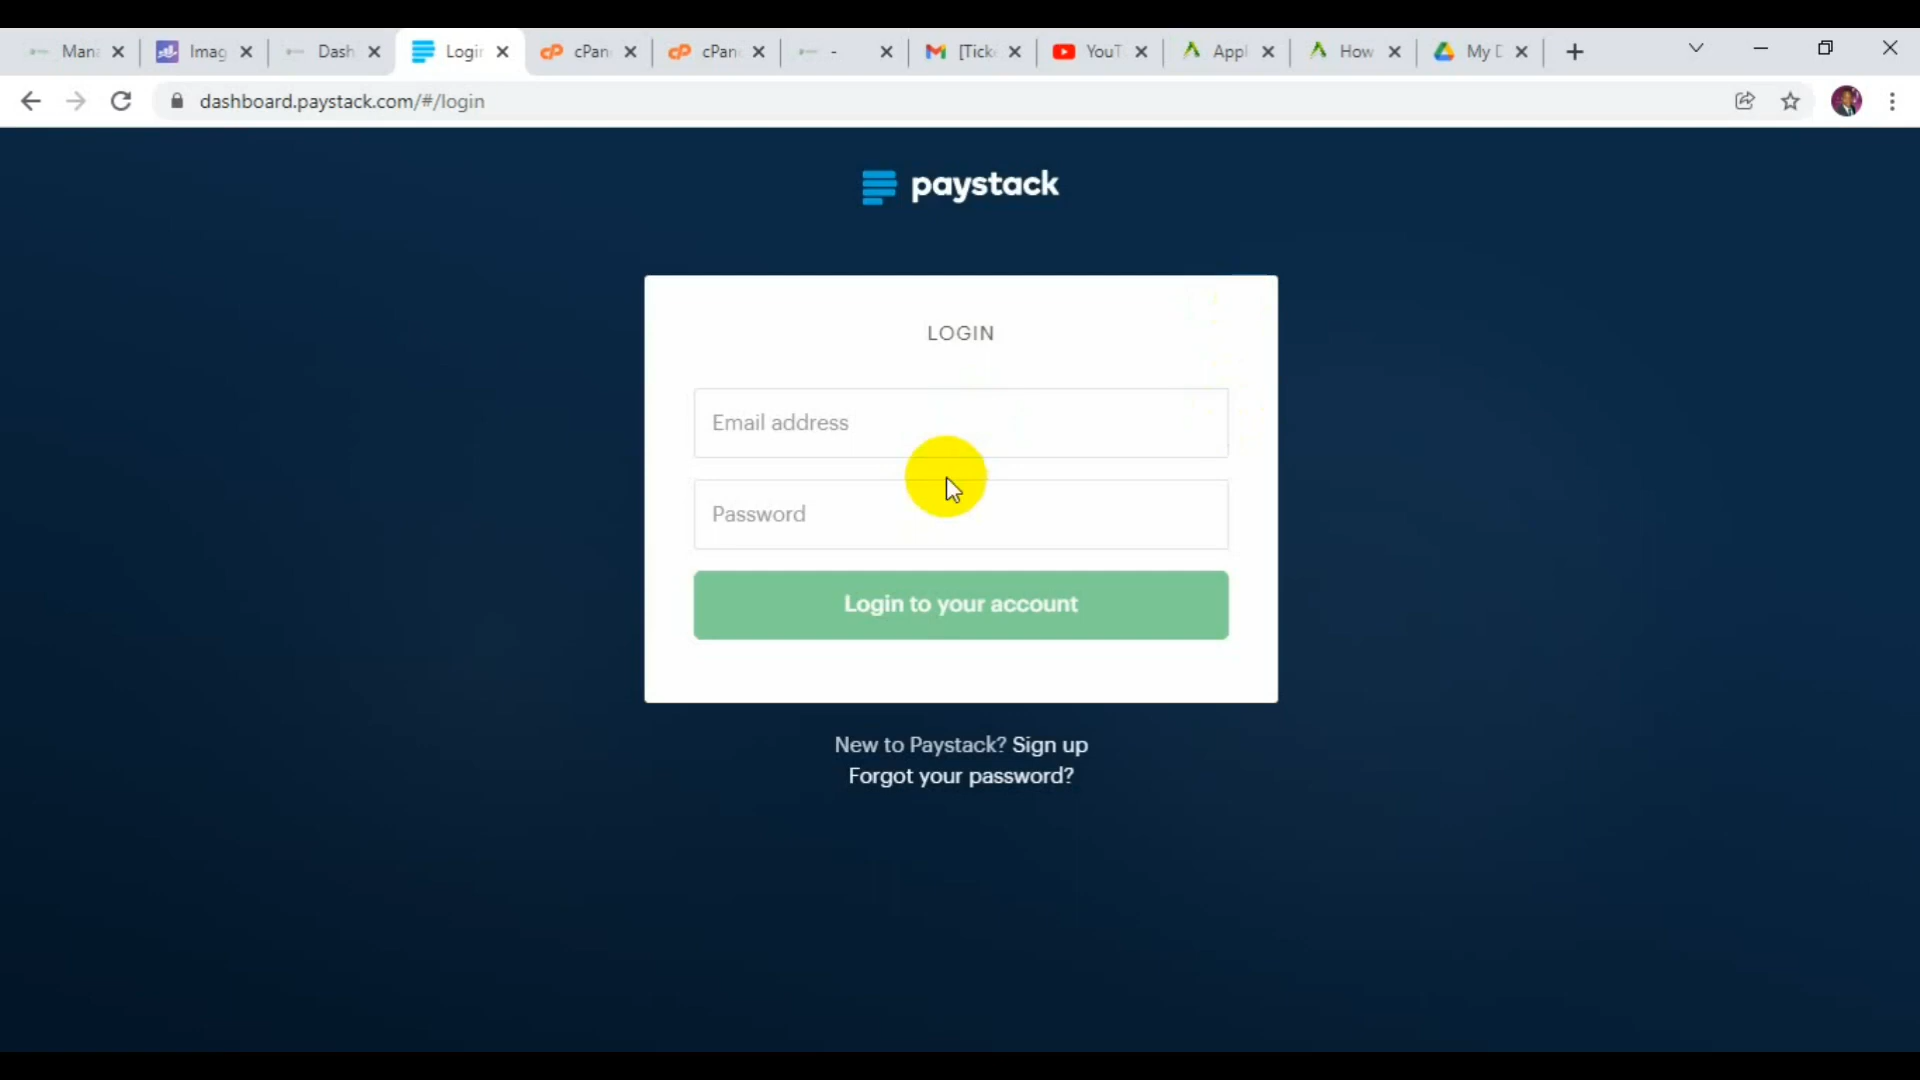 Man
Imag
Dash
Login
cPan
cPan
-
[Tick
YouT
Appl
How
My D
dashboard.paystack.com/#/login
paystack
LOGIN
Email address
Password
Login to your account
New to Paystack? Sign up
Forgot your password?